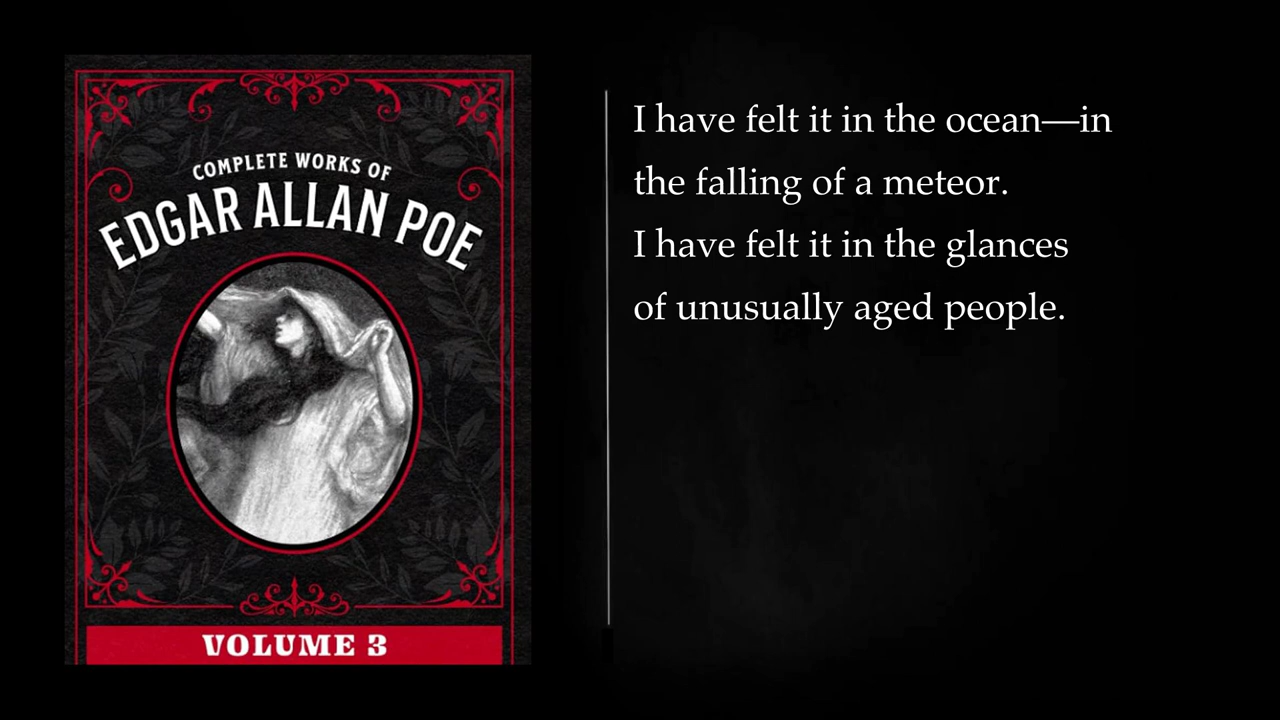 COMPLETE WORKS OF
EDGAR ALLAN POE
VOLUME 3
I have felt it in the ocean—in
the falling of a meteor.
I have felt it in the glances
of unusually aged people.